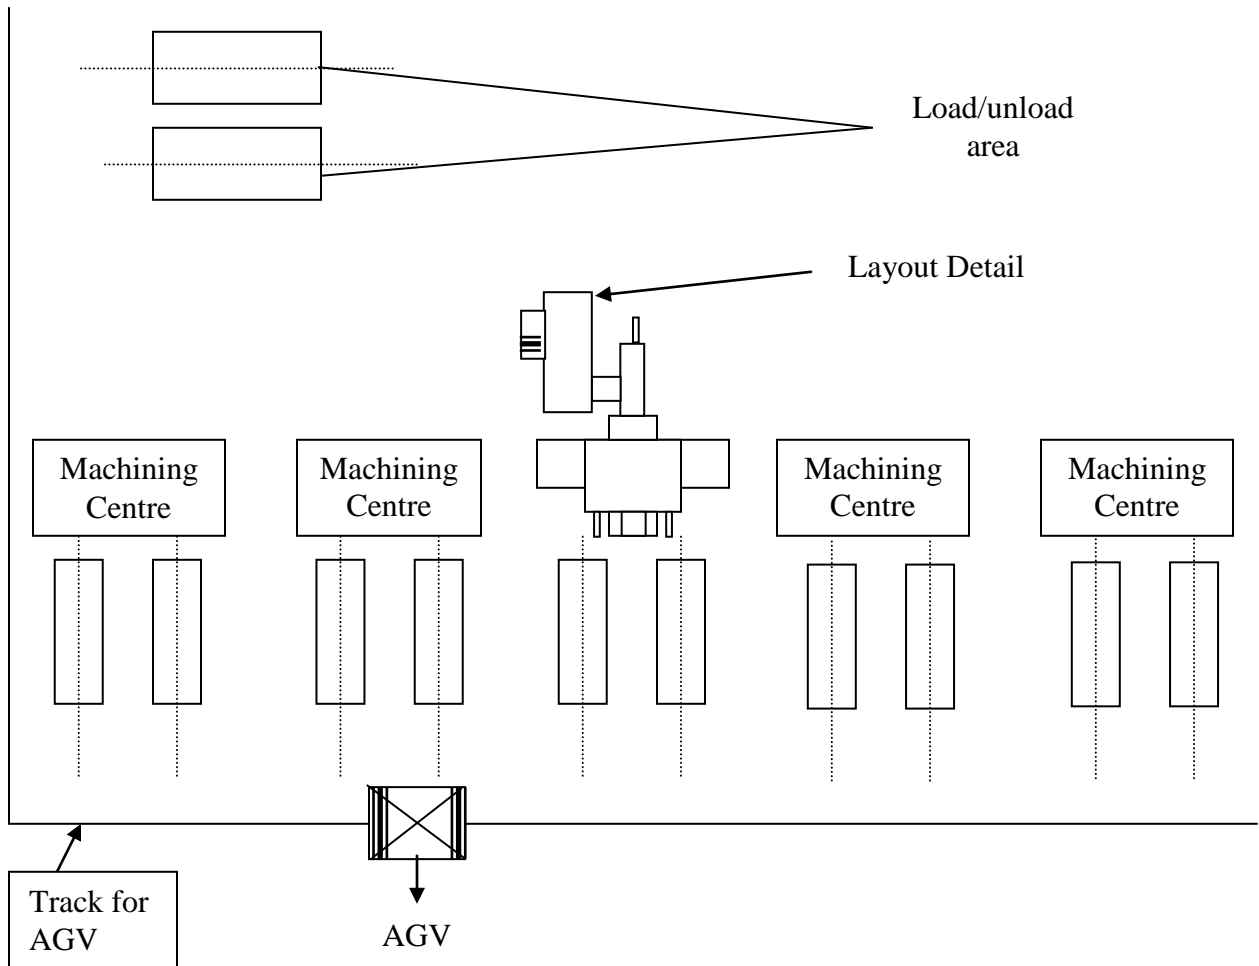 Load/unload
area
Layout Detail
Machining
Centre
Machining
Centre
Machining
Centre
Machining
Centre
Track for
AGV
AGV